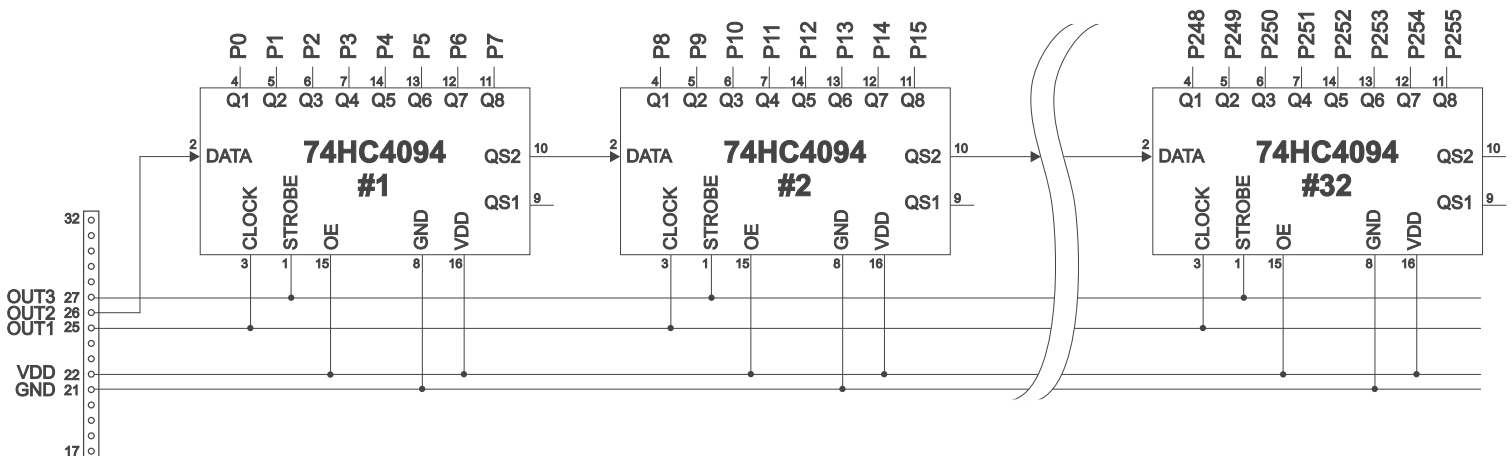 P0 P1 P2 P3 P4 P5 P6 P7
4 5 6 7 14 13 12 11
Q1 Q2 Q3 Q4 Q5 Q6 Q7 Q8
2 DATA 74HC4094 QS2 10
#1
QS1 9
CLOCK STROBE OE GND VDD
3 1 15 8 16
P8 P9 P10 P11 P12 P13 P14 P15
4 5 6 7 14 13 12 11
Q1 Q2 Q3 Q4 Q5 Q6 Q7 Q8
2 DATA 74HC4094 QS2 10
#2
QS1 9
CLOCK STROBE OE GND VDD
3 1 15 8 16
P248 P249 P250 P251 P252 P253 P254 P255
4 5 6 7 14 13 12 11
Q1 Q2 Q3 Q4 Q5 Q6 Q7 Q8
2 DATA 74HC4094 QS2 10
#32
QS1 9
CLOCK STROBE OE GND VDD
3 1 15 8 16
32
OUT3 27
OUT2 26
OUT1 25
VDD 22
GND 21
17